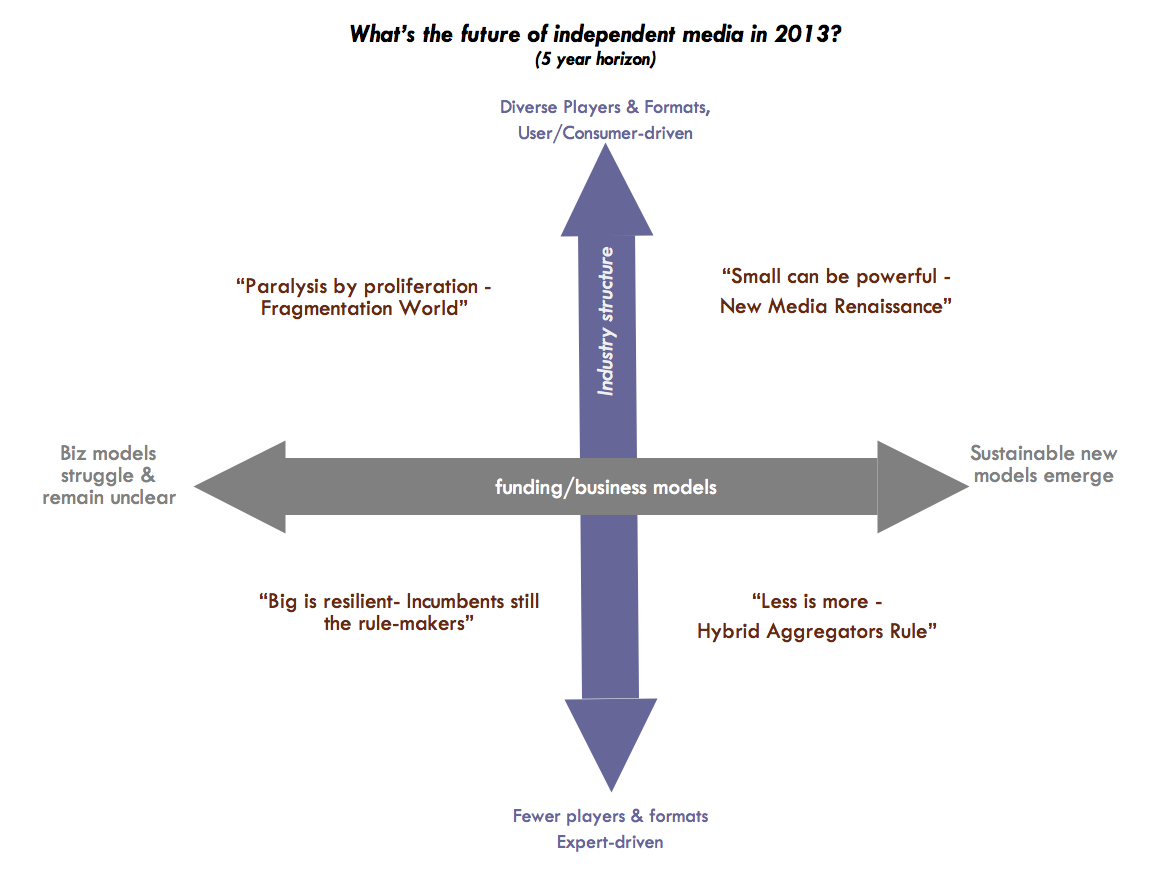 What's the future of independent media in 2013?
(5 year horizon)
Diverse Players & Formats,
User/Consumer-driven
Industry structure
“Paralysis by proliferation -
Fragmentation World”
“Small can be powerful -
New Media Renaissance”
Biz models
struggle &
remain unclear
funding/business models
Sustainable new
models emerge
“Big is resilient- Incumbents still
the rule-makers”
“Less is more -
Hybrid Aggregators Rule”
Fewer players & formats
Expert-driven